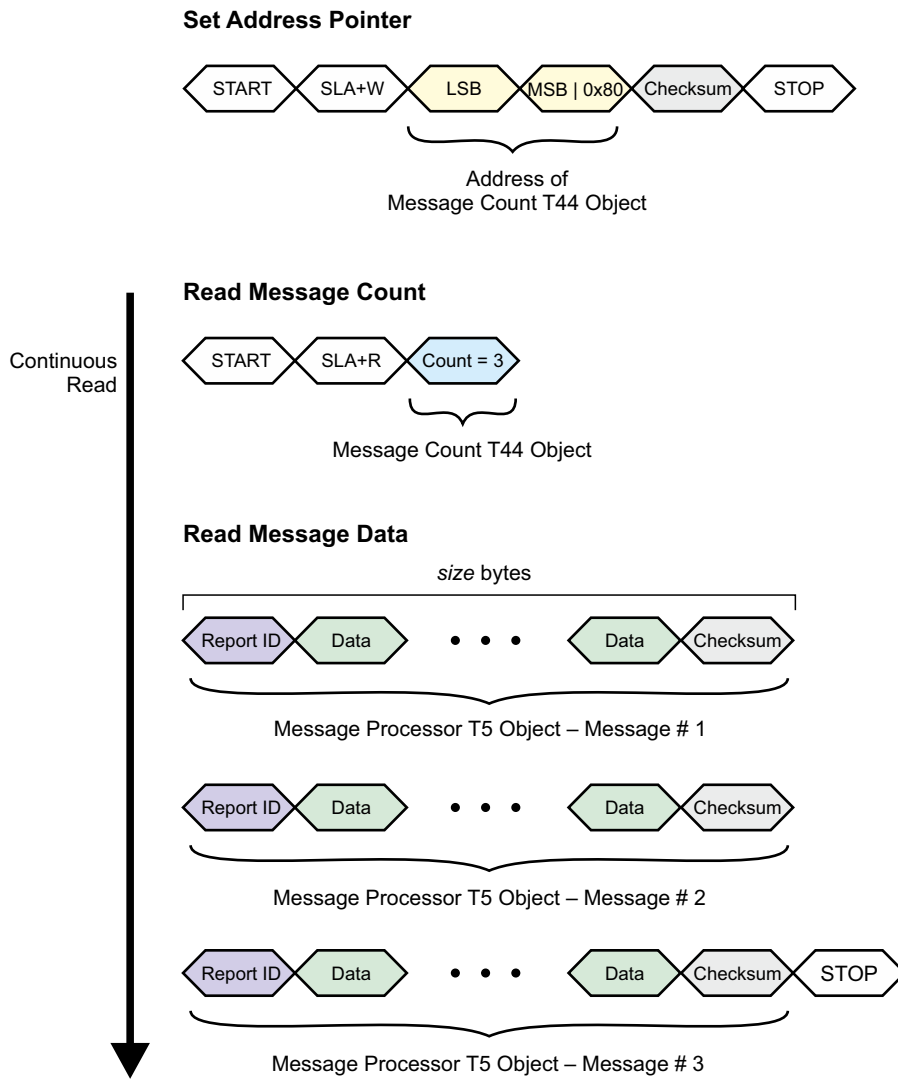 Set Address Pointer
START SLA+W LSB MSB | 0x80 Checksum STOP
Address of
Message Count T44 Object
Read Message Count
Continuous
Read
START SLA+R Count = 3
Message Count T44 Object
Read Message Data
size bytes
Report ID Data • • • Data Checksum
Message Processor T5 Object – Message # 1
Report ID Data • • • Data Checksum
Message Processor T5 Object – Message # 2
Report ID Data • • • Data Checksum STOP
Message Processor T5 Object – Message # 3